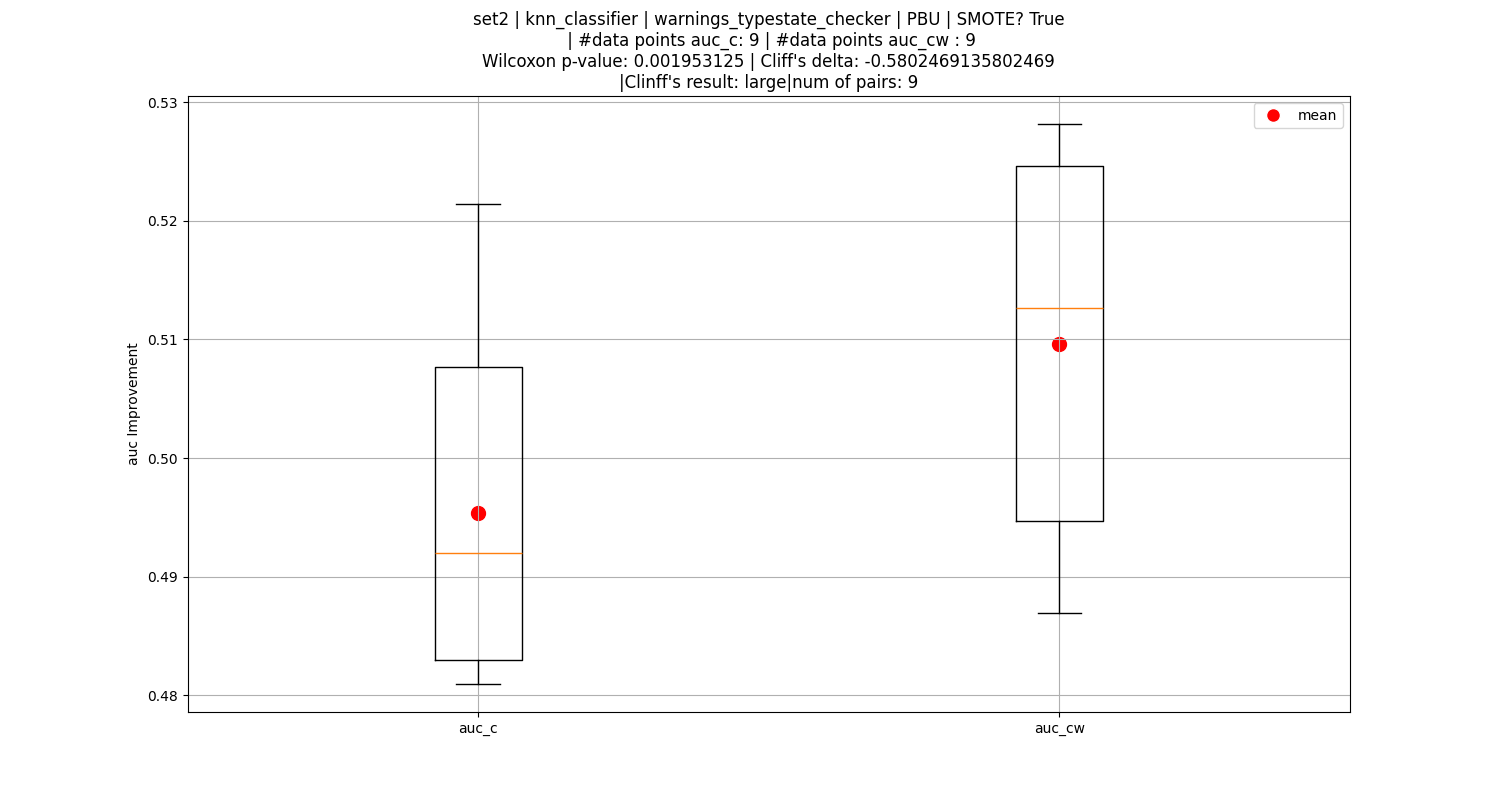 set2 | knn_classifier | warnings_typestate_checker | PBU | SMOTE? True
| #data points auc_c: 9 | #data points auc_cw : 9
Wilcoxon p-value: 0.001953125 | Cliff's delta: -0.5802469135802469
|Clinff's result: large|num of pairs: 9
mean
0.53
0.52
0.51
0.50
0.49
0.48
auc Improvement
auc_c
auc_cw